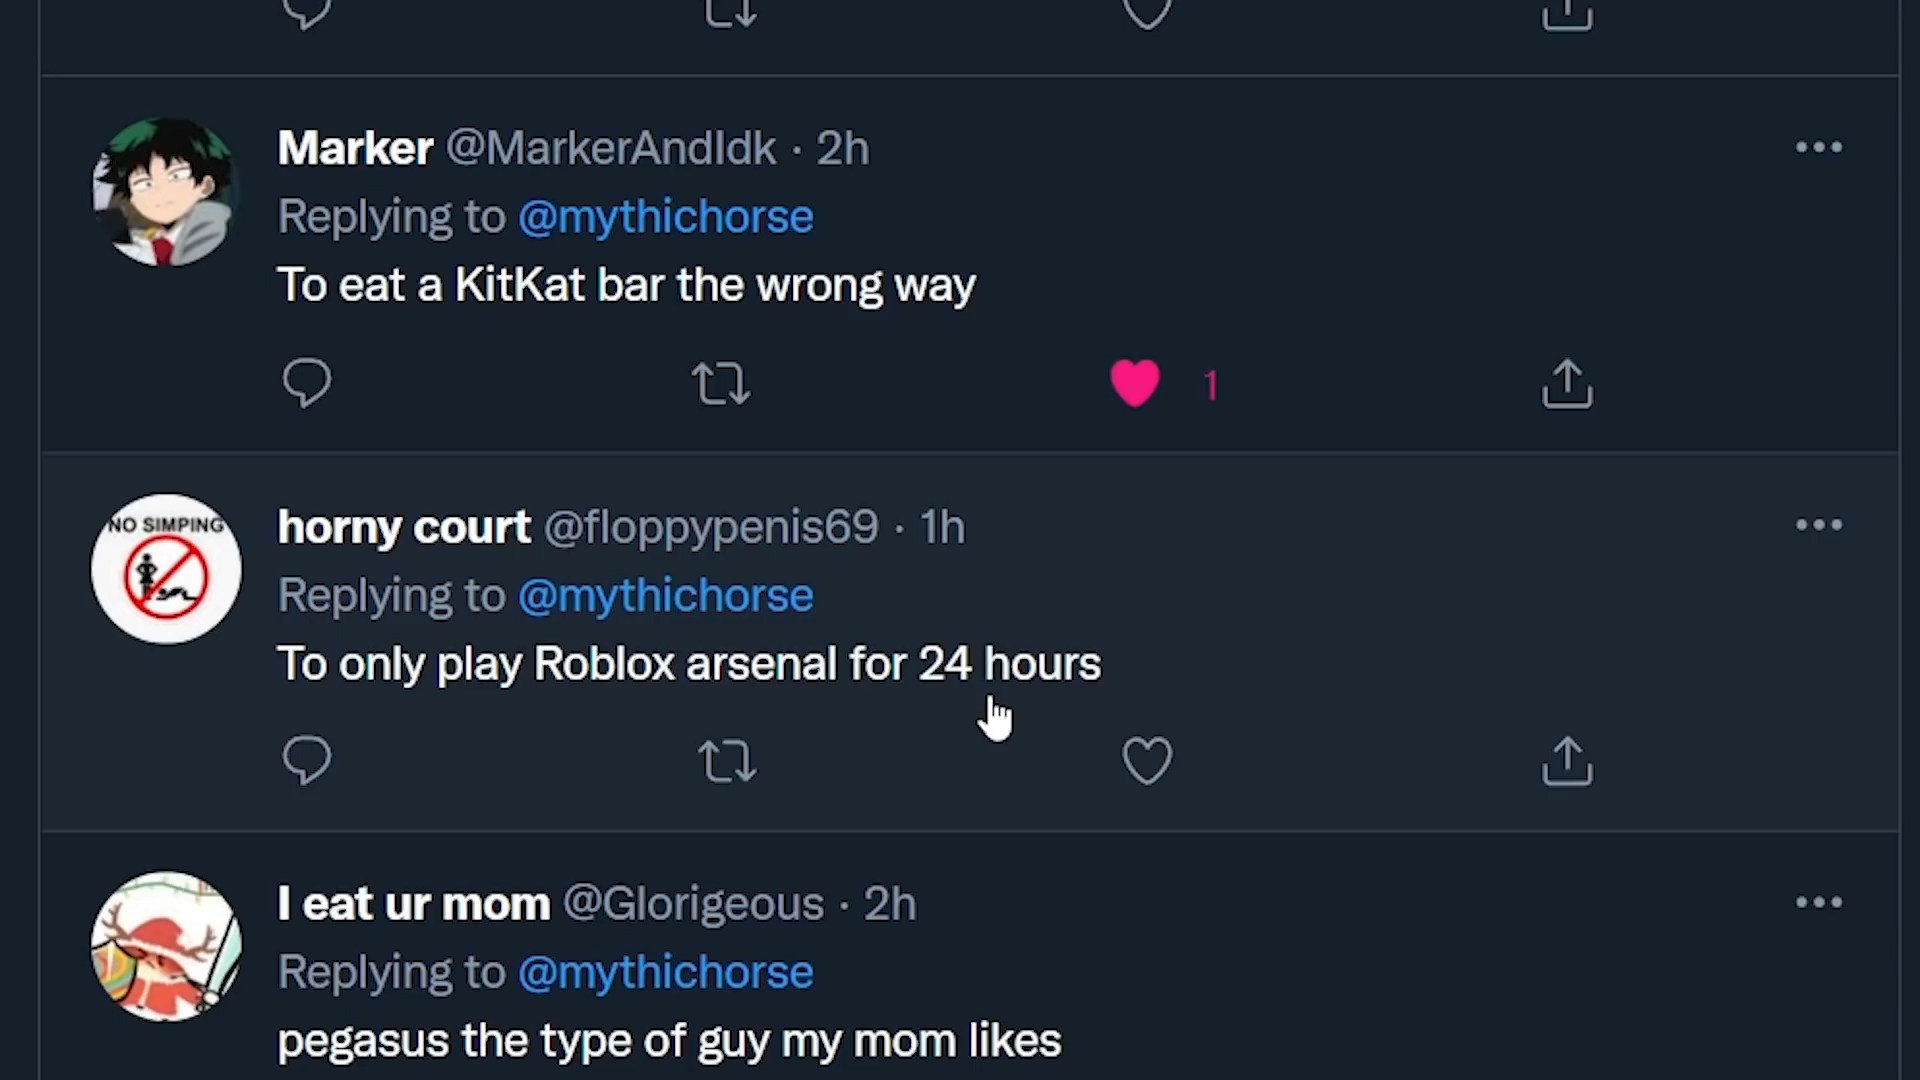 Marker @MarkerAndIdk · 2h
Replying to @mythichorse
To eat a KitKat bar the wrong way
1
NO SIMPING
horny court @floppypenis69 · 1h
Replying to @mythichorse
To only play Roblox arsenal for 24 hours
I eat ur mom @Glorigeous · 2h
Replying to @mythichorse
pegasus the type of guy my mom likes